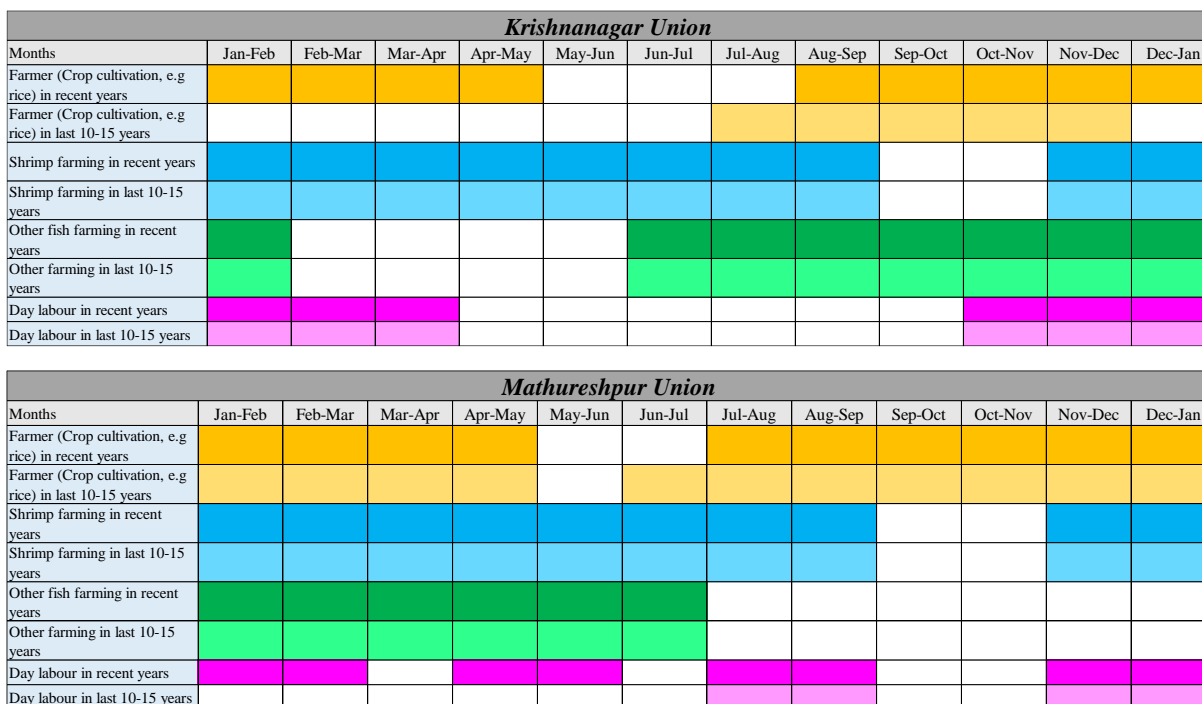 Krishnanagar Union
Months Jan-Feb Feb-Mar Mar-Apr Apr-May May-Jun Jun-Jul Jul-Aug Aug-Sep Sep-Oct Oct-Nov Nov-Dec Dec-Jan
Farmer (Crop cultivation, e.g
rice) in recent years
Farmer (Crop cultivation, e.g
rice) in last 10-15 years
Shrimp farming in recent years
Shrimp farming in last 10-15
years
Other fish farming in recent
years
Other farming in last 10-15
years
Day labour in recent years
Day labour in last 10-15 years
Mathureshpur Union
Months Jan-Feb Feb-Mar Mar-Apr Apr-May May-Jun Jun-Jul Jul-Aug Aug-Sep Sep-Oct Oct-Nov Nov-Dec Dec-Jan
Farmer (Crop cultivation, e.g
rice) in recent years
Farmer (Crop cultivation, e.g
rice) in last 10-15 years
Shrimp farming in recent
years
Shrimp farming in last 10-15
years
Other fish farming in recent
years
Other farming in last 10-15
years
Day labour in recent years
Day labour in last 10-15 years